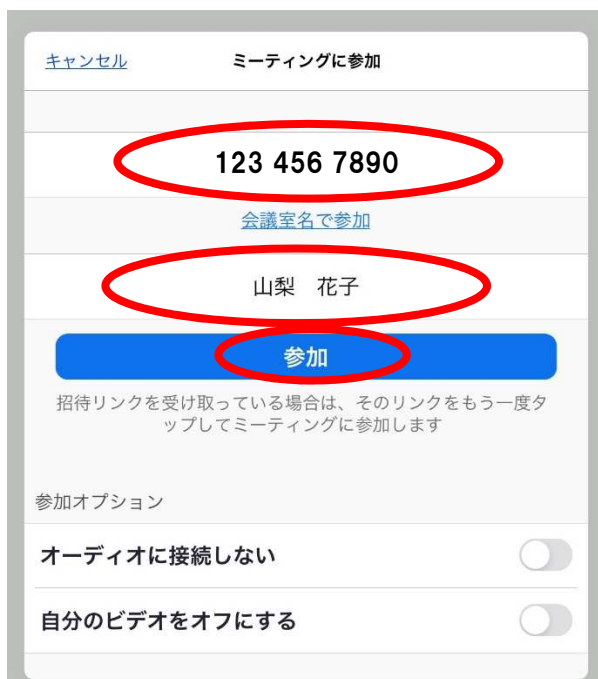 キャンセル ミーティングに参加
123 456 7890
会議室名で参加
山梨 花子
参加
招待リンクを受け取っている場合は、そのリンクをもう一度タ
ップしてミーティングに参加します
参加オプション
オーディオに接続しない
自分のビデオをオフにする